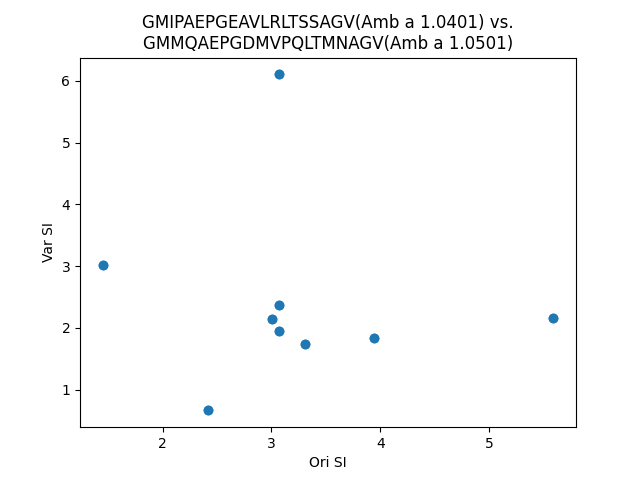 GMIPAEPGEAVLRLTSSAGV(Amb a 1.0401) vs.
GMMQAEPGDMVPQLTMNAGV(Amb a 1.0501)
6
5
4
3
2
1
Var SI
2 3 4 5
Ori SI